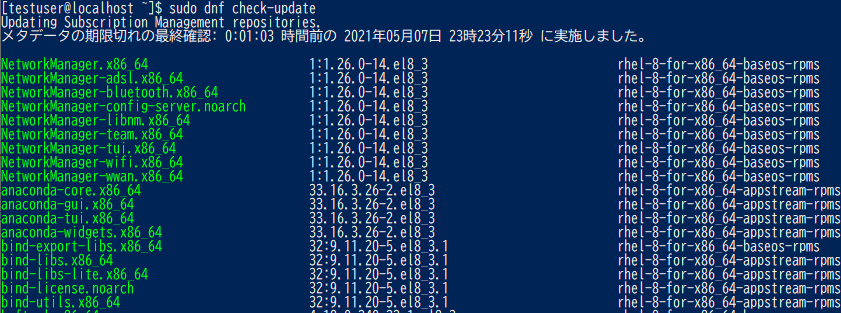 [testuser@localhost ~]$ sudo dnf check-update
Updating Subscription Management repositories.
メタデータの期限切れの最終確認: 0:01:03 時間前の 2021年05月07日 23時23分11秒 に実施しました。
NetworkManager.x86_64 1:1.26.0-14.el8_3 rhel-8-for-x86_64-baseos-rpms
NetworkManager-adsl.x86_64 1:1.26.0-14.el8_3 rhel-8-for-x86_64-baseos-rpms
NetworkManager-bluetooth.x86_64 1:1.26.0-14.el8_3 rhel-8-for-x86_64-baseos-rpms
NetworkManager-config-server.noarch 1:1.26.0-14.el8_3 rhel-8-for-x86_64-baseos-rpms
NetworkManager-libnm.x86_64 1:1.26.0-14.el8_3 rhel-8-for-x86_64-baseos-rpms
NetworkManager-team.x86_64 1:1.26.0-14.el8_3 rhel-8-for-x86_64-baseos-rpms
NetworkManager-tui.x86_64 1:1.26.0-14.el8_3 rhel-8-for-x86_64-baseos-rpms
NetworkManager-wifi.x86_64 1:1.26.0-14.el8_3 rhel-8-for-x86_64-baseos-rpms
NetworkManager-wwan.x86_64 1:1.26.0-14.el8_3 rhel-8-for-x86_64-baseos-rpms
anaconda-core.x86_64 33.16.3.26-2.el8_3 rhel-8-for-x86_64-appstream-rpms
anaconda-gui.x86_64 33.16.3.26-2.el8_3 rhel-8-for-x86_64-appstream-rpms
anaconda-tui.x86_64 33.16.3.26-2.el8_3 rhel-8-for-x86_64-appstream-rpms
anaconda-widgets.x86_64 33.16.3.26-2.el8_3 rhel-8-for-x86_64-appstream-rpms
bind-export-libs.x86_64 32:9.11.20-5.el8_3.1 rhel-8-for-x86_64-baseos-rpms
bind-libs.x86_64 32:9.11.20-5.el8_3.1 rhel-8-for-x86_64-appstream-rpms
bind-libs-lite.x86_64 32:9.11.20-5.el8_3.1 rhel-8-for-x86_64-appstream-rpms
bind-license.noarch 32:9.11.20-5.el8_3.1 rhel-8-for-x86_64-appstream-rpms
bind-utils.x86_64 32:9.11.20-5.el8_3.1 rhel-8-for-x86_64-appstream-rpms